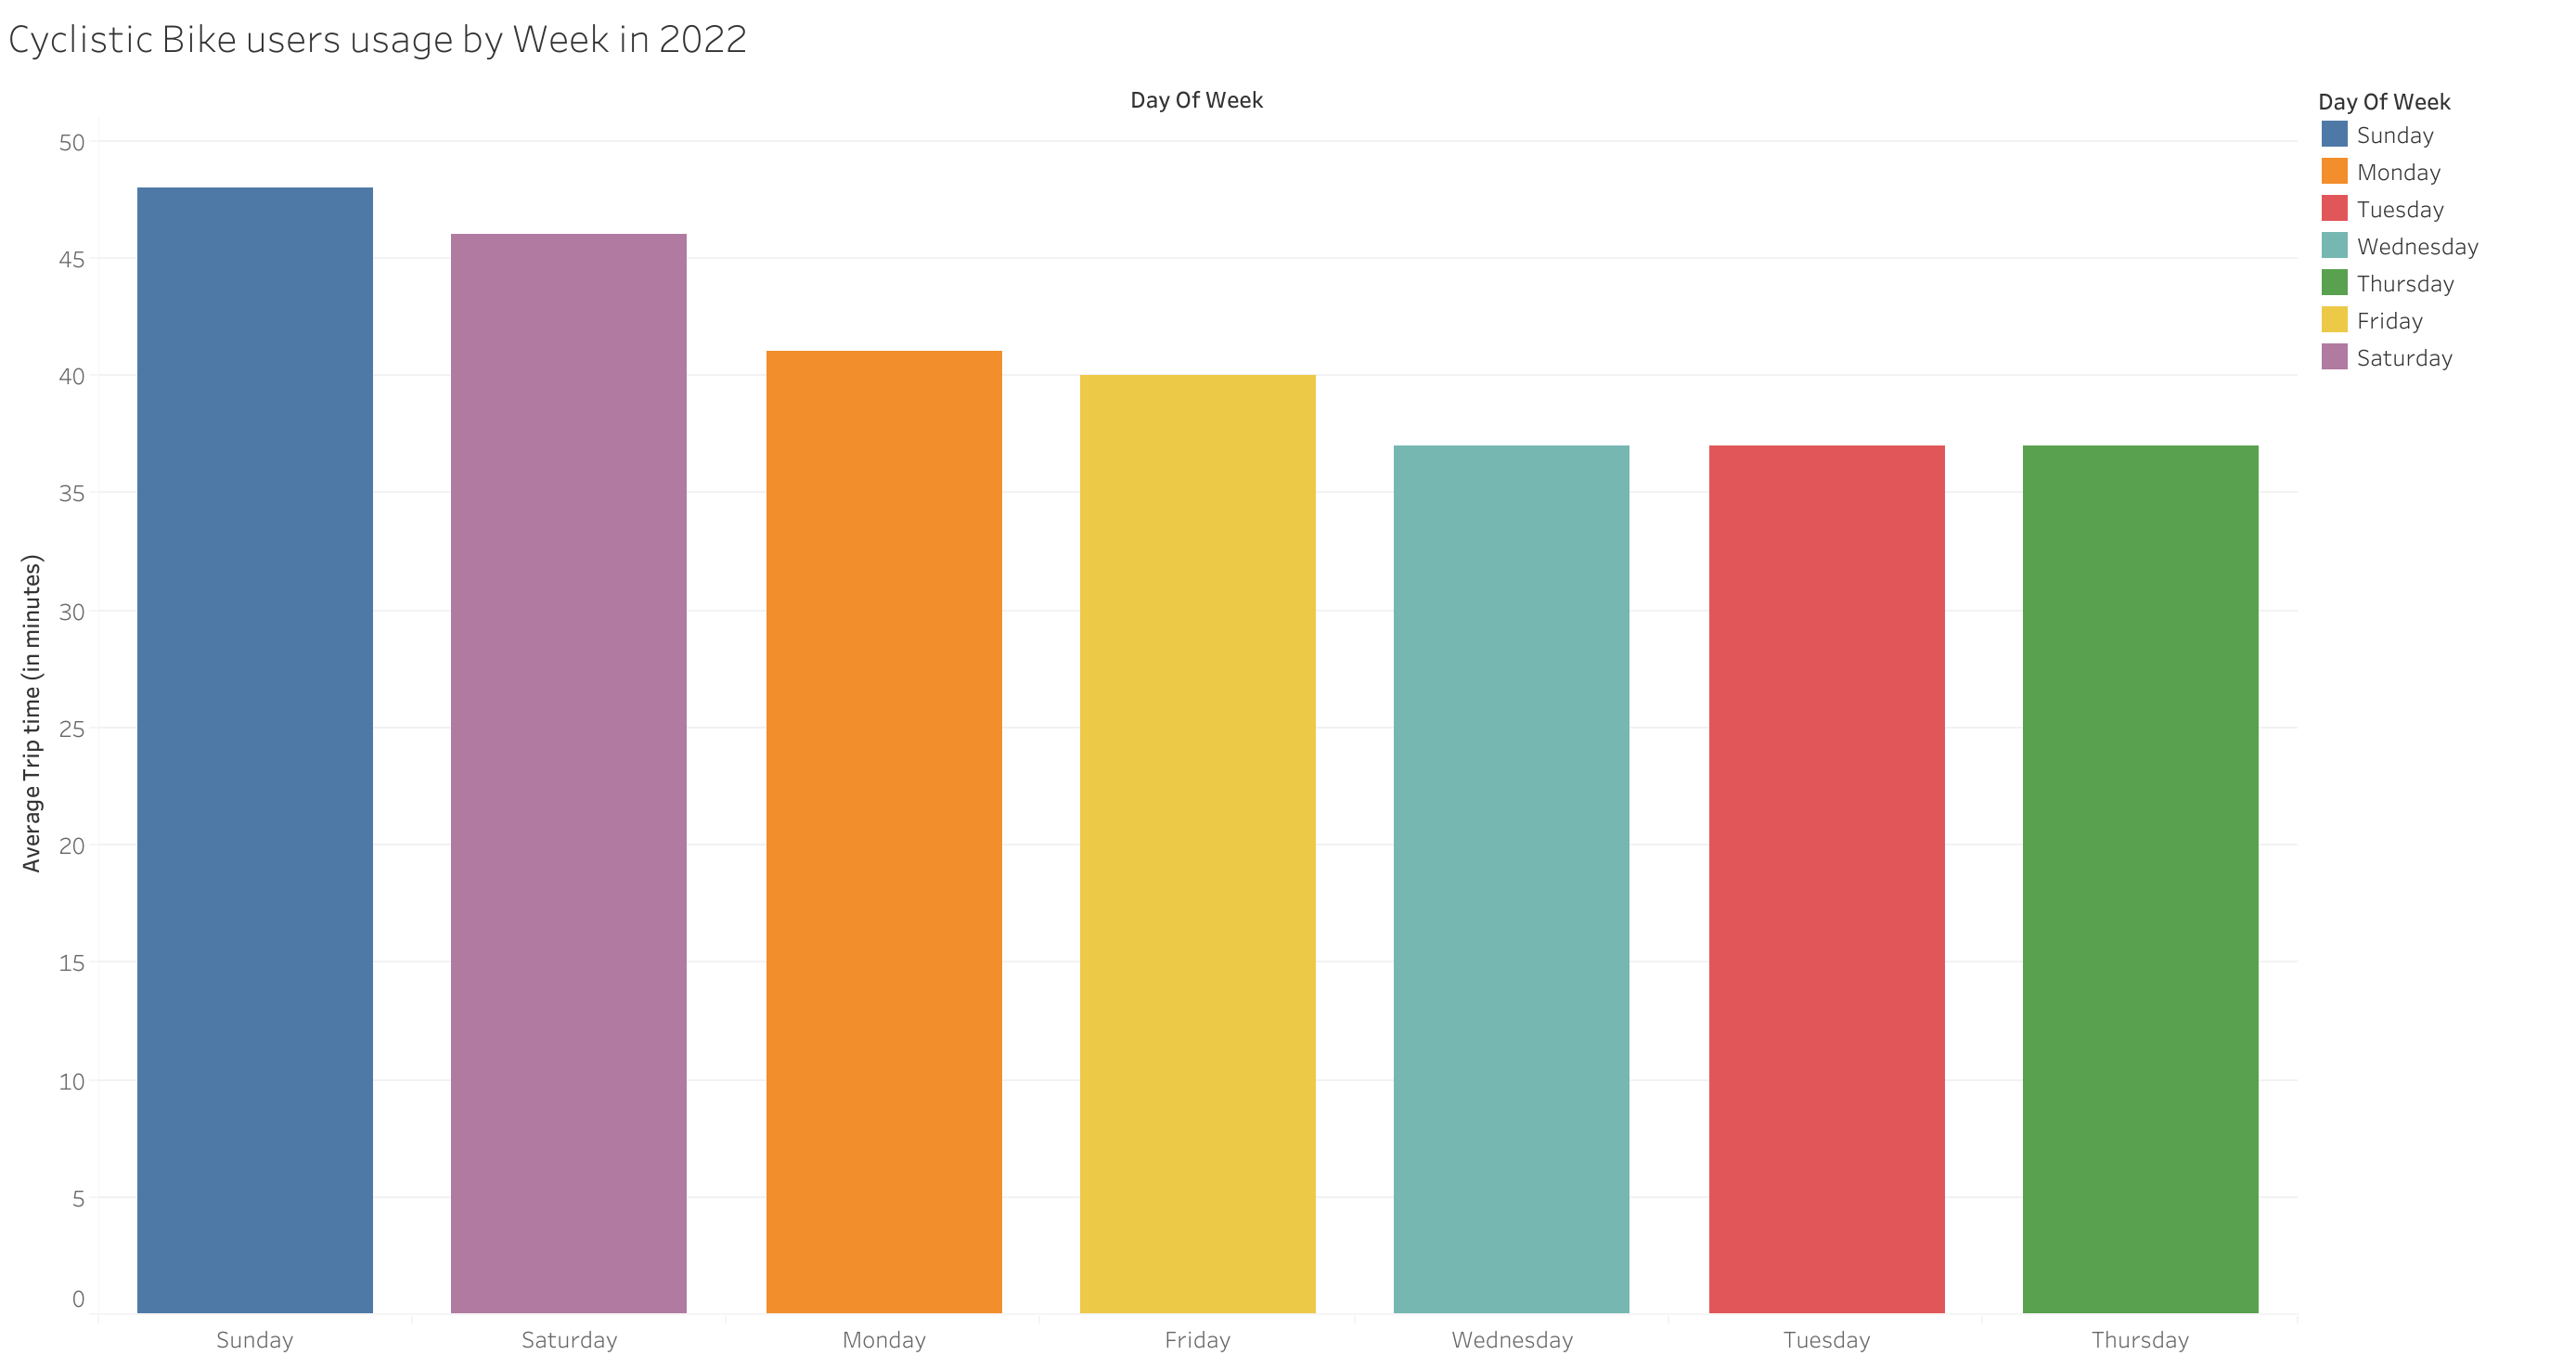 Cyclistic Bike users usage by Week in 2022
Day Of Week
Average Trip time (in minutes)
50
45
40
35
30
25
20
15
10
5
0
Sunday
Saturday
Monday
Friday
Wednesday
Tuesday
Thursday
Day Of Week
Sunday
Monday
Tuesday
Wednesday
Thursday
Friday
Saturday